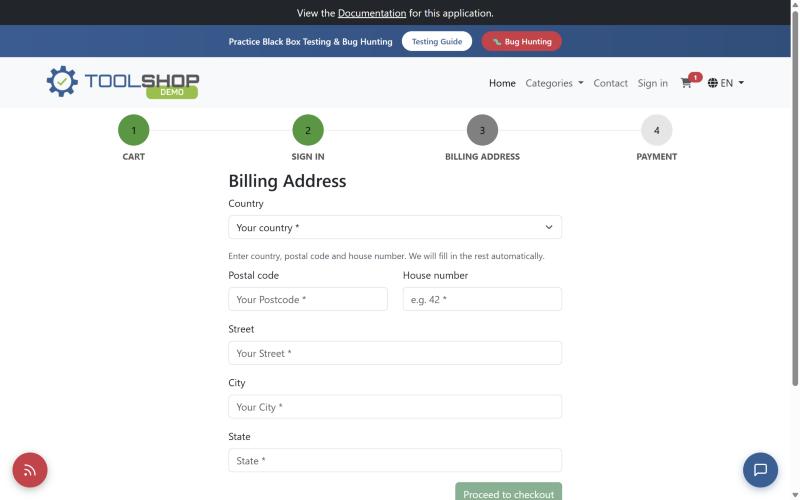 View the Documentation for this application.
Practice Black Box Testing & Bug Hunting Testing Guide Bug Hunting
TOOLSHOP
DEMO
Home Categories Contact Sign in 1 EN
1 2 3 4
CART SIGN IN BILLING ADDRESS PAYMENT
Billing Address
Country
Your country *
Enter country, postal code and house number. We will fill in the rest automatically.
Postal code House number
Your Postcode * e.g. 42 *
Street
Your Street *
City
Your City *
State
State *
Proceed to checkout